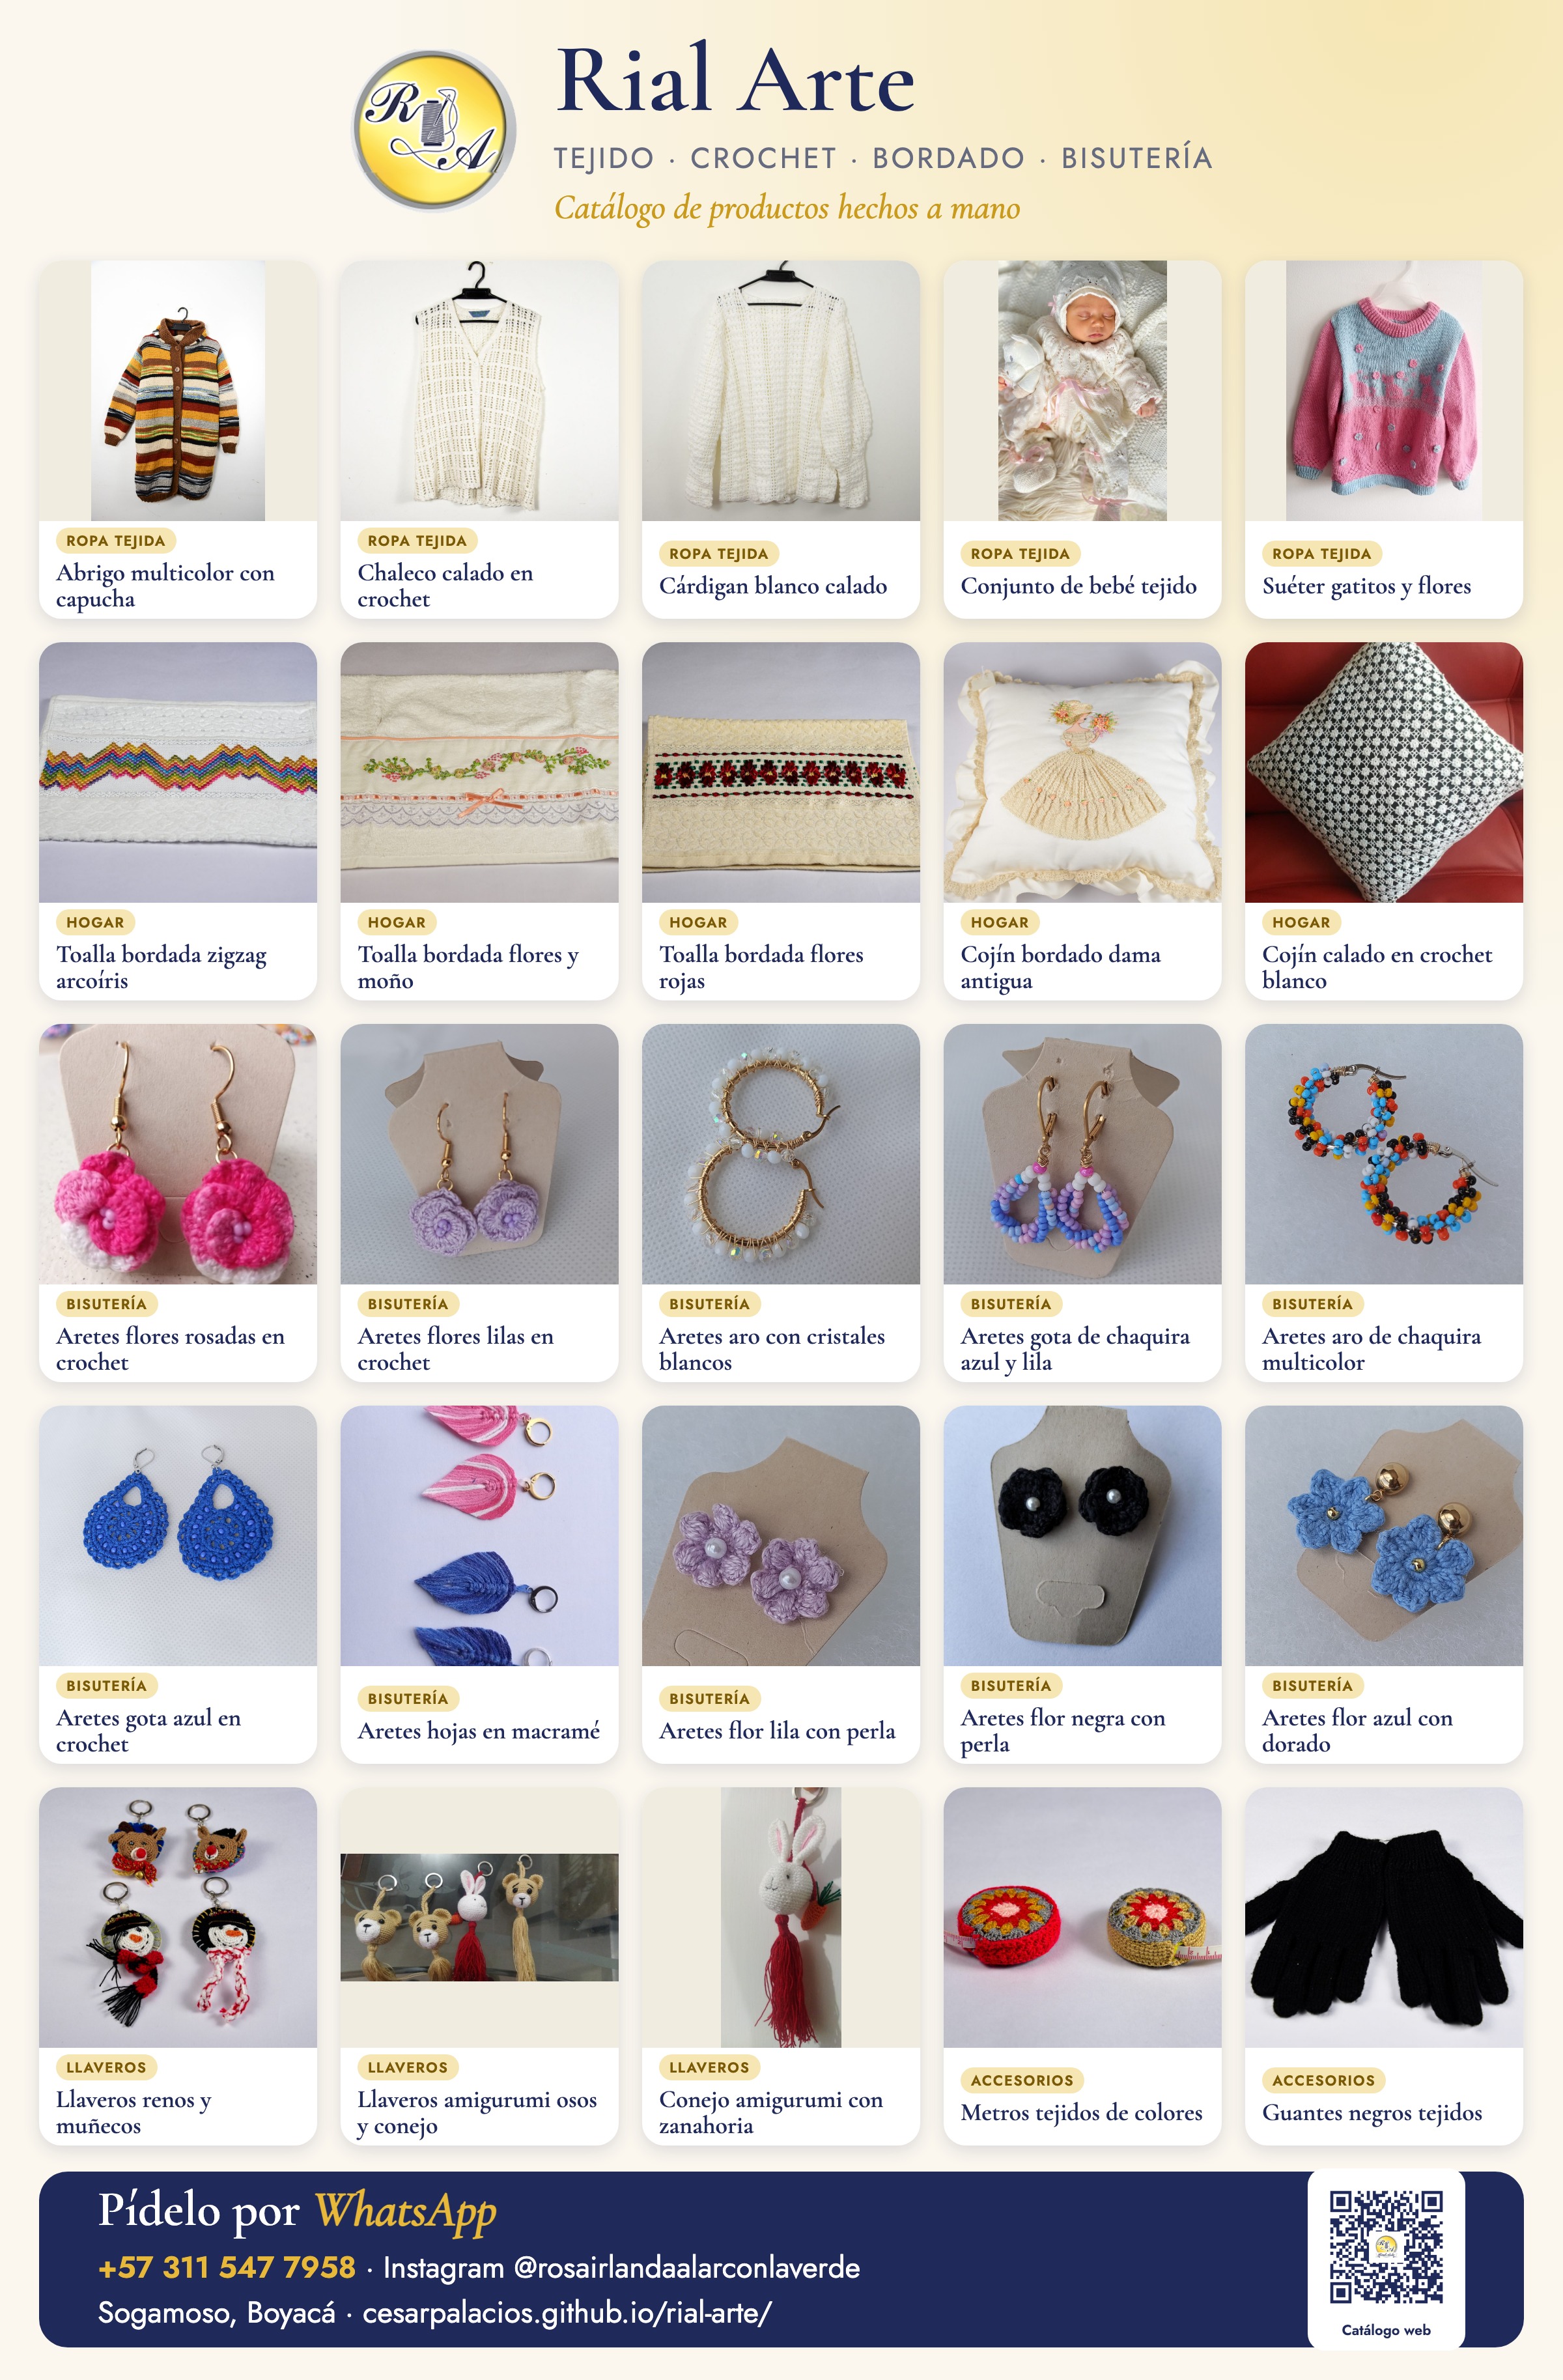 R A
Rial Arte
TEJIDO · CROCHET · BORDADO · BISUTERÍA
Catálogo de productos hechos a mano
ROPA TEJIDA
Abrigo multicolor con
capucha
ROPA TEJIDA
Chaleco calado en
crochet
ROPA TEJIDA
Cárdigan blanco calado
ROPA TEJIDA
Conjunto de bebé tejido
ROPA TEJIDA
Suéter gatitos y flores
HOGAR
Toalla bordada zigzag
arcoíris
HOGAR
Toalla bordada flores y
moño
HOGAR
Toalla bordada flores
rojas
HOGAR
Cojín bordado dama
antigua
HOGAR
Cojín calado en crochet
blanco
BISUTERÍA
Aretes flores rosadas en
crochet
BISUTERÍA
Aretes flores lilas en
crochet
BISUTERÍA
Aretes aro con cristales
blancos
BISUTERÍA
Aretes gota de chaquira
azul y lila
BISUTERÍA
Aretes aro de chaquira
multicolor
BISUTERÍA
Aretes gota azul en
crochet
BISUTERÍA
Aretes hojas en macramé
BISUTERÍA
Aretes flor lila con perla
BISUTERÍA
Aretes flor negra con
perla
BISUTERÍA
Aretes flor azul con
dorado
LLAVEROS
Llaveros renos y
muñecos
LLAVEROS
Llaveros amigurumi osos
y conejo
LLAVEROS
Conejo amigurumi con
zanahoria
ACCESORIOS
Metros tejidos de colores
ACCESORIOS
Guantes negros tejidos
Pídelo por WhatsApp
+57 311 547 7958 · Instagram @rosairlandaalarconlaverde
Sogamoso, Boyacá · cesarpalacios.github.io/rial-arte/
Catálogo web